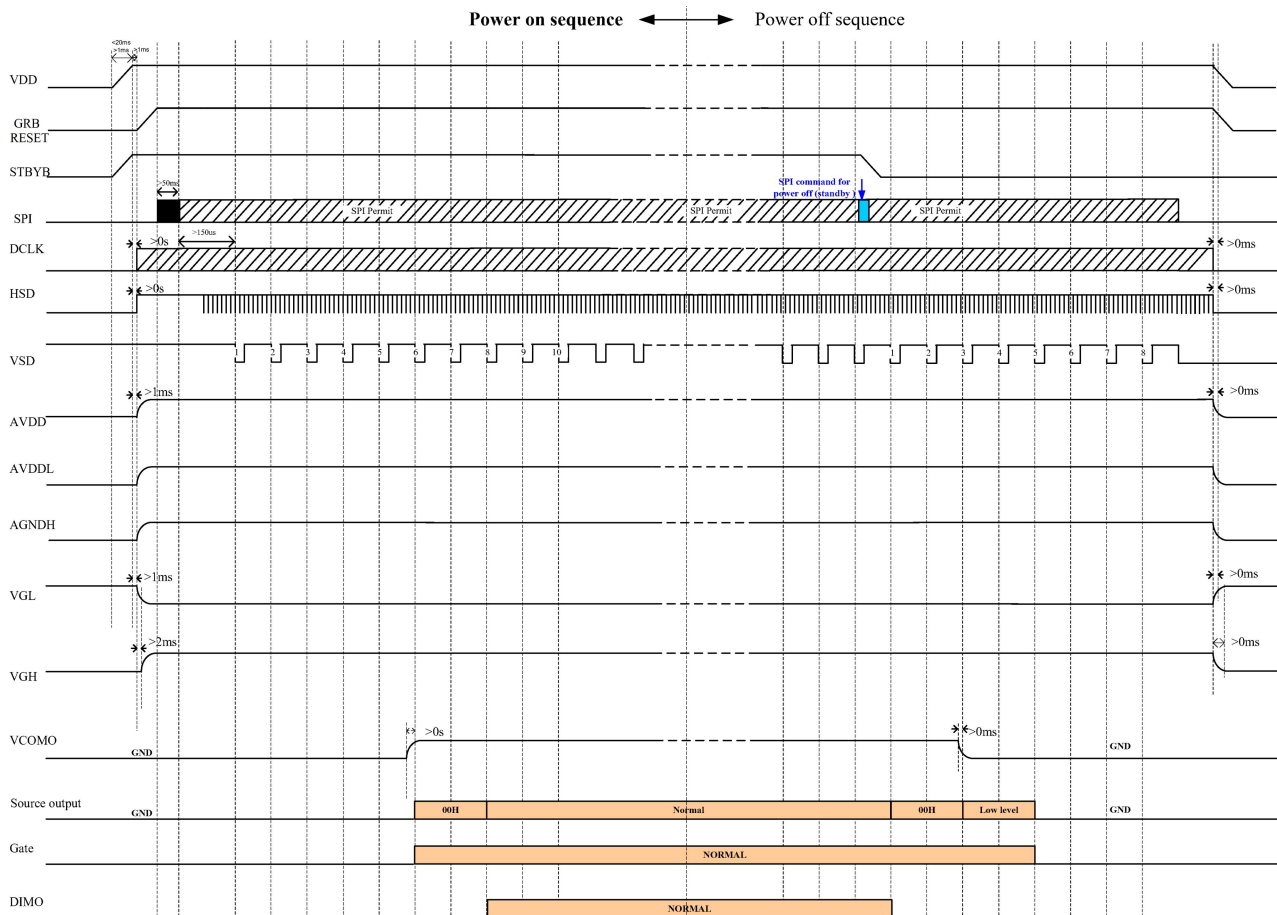 Power on sequence Power off sequence
<20ms
>1ms >1ms
VDD
GRB
RESET
STBYB
>50ms
SPI command for
power off (standby )
SPI SPI Permit SPI Permit SPI Permit
>150us
DCLK >0s >0ms
HSD >0s >0ms
VSD 1 2 3 4 5 6 7 8 9 10 1 2 3 4 5 6 7 8
>1ms >0ms
AVDD
AVDDL
AGNDH
>1ms >0ms
VGL
>2ms >0ms
VGH
>0s >0ms
VCOMO GND GND
Source output GND 00H Normal 00H Low level GND
Gate NORMAL
DIMO NORMAL